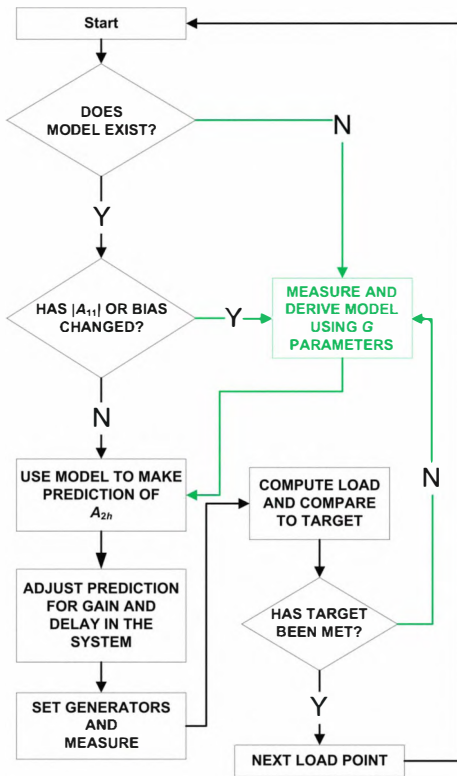 Start
DOES
MODEL EXIST?
N
Y
HAS |A₁₁| OR BIAS
CHANGED?
Y
MEASURE AND
DERIVE MODEL
USING G
PARAMETERS
N
N
USE MODEL TO MAKE
PREDICTION OF
A₂ₕ
COMPUTE LOAD
AND COMPARE
TO TARGET
ADJUST PREDICTION
FOR GAIN AND
DELAY IN THE
SYSTEM
HAS TARGET
BEEN MET?
SET GENERATORS
AND
MEASURE
Y
NEXT LOAD POINT